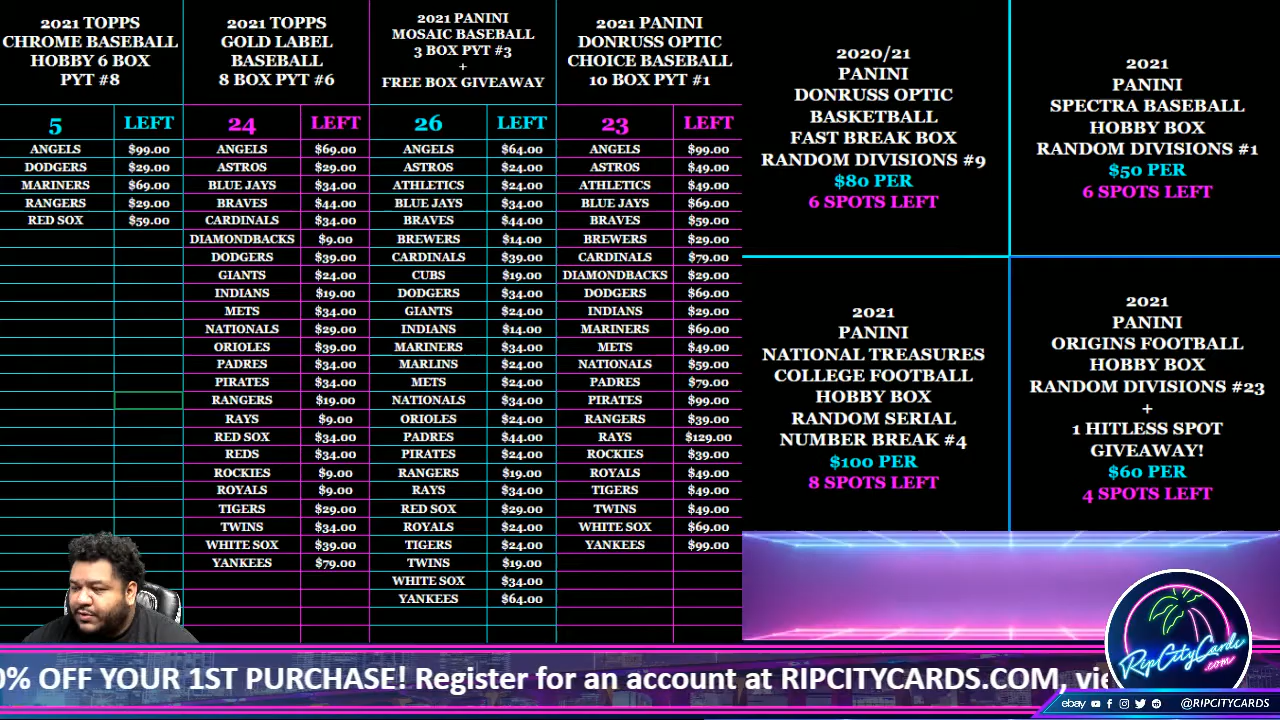 2021 TOPPS
CHROME BASEBALL
HOBBY 6 BOX
PYT #8
5 LEFT
ANGELS $99.00
DODGERS $29.00
MARINERS $69.00
RANGERS $29.00
RED SOX $59.00
2021 TOPPS
GOLD LABEL
BASEBALL
8 BOX PYT #6
24 LEFT
ANGELS $69.00
ASTROS $29.00
BLUE JAYS $34.00
BRAVES $44.00
CARDINALS $34.00
DIAMONDBACKS $9.00
DODGERS $39.00
GIANTS $24.00
INDIANS $19.00
METS $34.00
NATIONALS $29.00
ORIOLES $39.00
PADRES $34.00
PIRATES $34.00
RANGERS $19.00
RAYS $9.00
RED SOX $34.00
REDS $34.00
ROCKIES $9.00
ROYALS $9.00
TIGERS $29.00
TWINS $34.00
WHITE SOX $39.00
YANKEES $79.00
2021 PANINI
MOSAIC BASEBALL
3 BOX PYT #3
+
FREE BOX GIVEAWAY
26 LEFT
ANGELS $64.00
ASTROS $24.00
ATHLETICS $24.00
BLUE JAYS $34.00
BRAVES $44.00
BREWERS $14.00
CARDINALS $39.00
CUBS $19.00
DODGERS $34.00
GIANTS $24.00
INDIANS $14.00
MARINERS $34.00
MARLINS $24.00
METS $24.00
NATIONALS $34.00
ORIOLES $24.00
PADRES $44.00
PIRATES $24.00
RANGERS $19.00
RAYS $34.00
RED SOX $29.00
ROYALS $24.00
TIGERS $24.00
TWINS $19.00
WHITE SOX $34.00
YANKEES $64.00
2021 PANINI
DONRUSS OPTIC
CHOICE BASEBALL
10 BOX PYT #1
23 LEFT
ANGELS $99.00
ASTROS $49.00
ATHLETICS $49.00
BLUE JAYS $69.00
BRAVES $59.00
BREWERS $29.00
CARDINALS $79.00
DIAMONDBACKS $29.00
DODGERS $69.00
INDIANS $29.00
MARINERS $69.00
METS $49.00
NATIONALS $59.00
PADRES $79.00
PIRATES $99.00
RANGERS $39.00
RAYS $129.00
ROCKIES $39.00
ROYALS $49.00
TIGERS $49.00
TWINS $49.00
WHITE SOX $69.00
YANKEES $99.00
2020/21
PANINI
DONRUSS OPTIC
BASKETBALL
FAST BREAK BOX
RANDOM DIVISIONS #9
$80 PER
6 SPOTS LEFT
2021
PANINI
SPECTRA BASEBALL
HOBBY BOX
RANDOM DIVISIONS #1
$50 PER
6 SPOTS LEFT
2021
PANINI
NATIONAL TREASURES
COLLEGE FOOTBALL
HOBBY BOX
RANDOM SERIAL
NUMBER BREAK #4
$100 PER
8 SPOTS LEFT
2021
PANINI
ORIGINS FOOTBALL
HOBBY BOX
RANDOM DIVISIONS #23
+
1 HITLESS SPOT
GIVEAWAY!
$60 PER
4 SPOTS LEFT
0% OFF YOUR 1ST PURCHASE! Register for an account at RIPCITYCARDS.COM, vie
RipCityCards
.com
ebay @RIPCITYCARDS